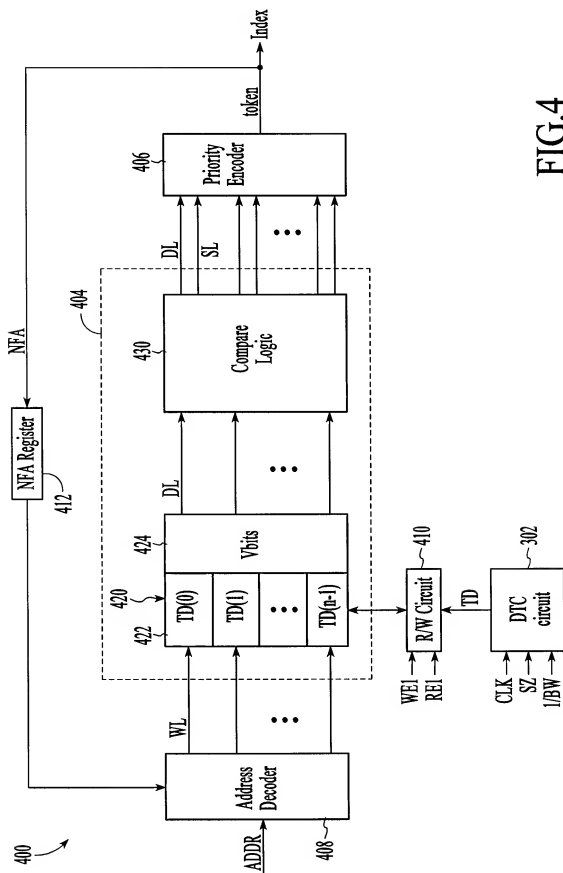 400
ADDR
Address
Decoder
408
NFA Register
412
NFA
WL
420
422
TD(0)
TD(1)
TD(n-1)
424
Vbits
DL
404
430
Compare
Logic
DL
SL
406
Priority
Encoder
token
Index
WE1
RE1
R/W Circuit
410
TD
CLK
SZ
1/BW
DTC
circuit
302
FIG.4